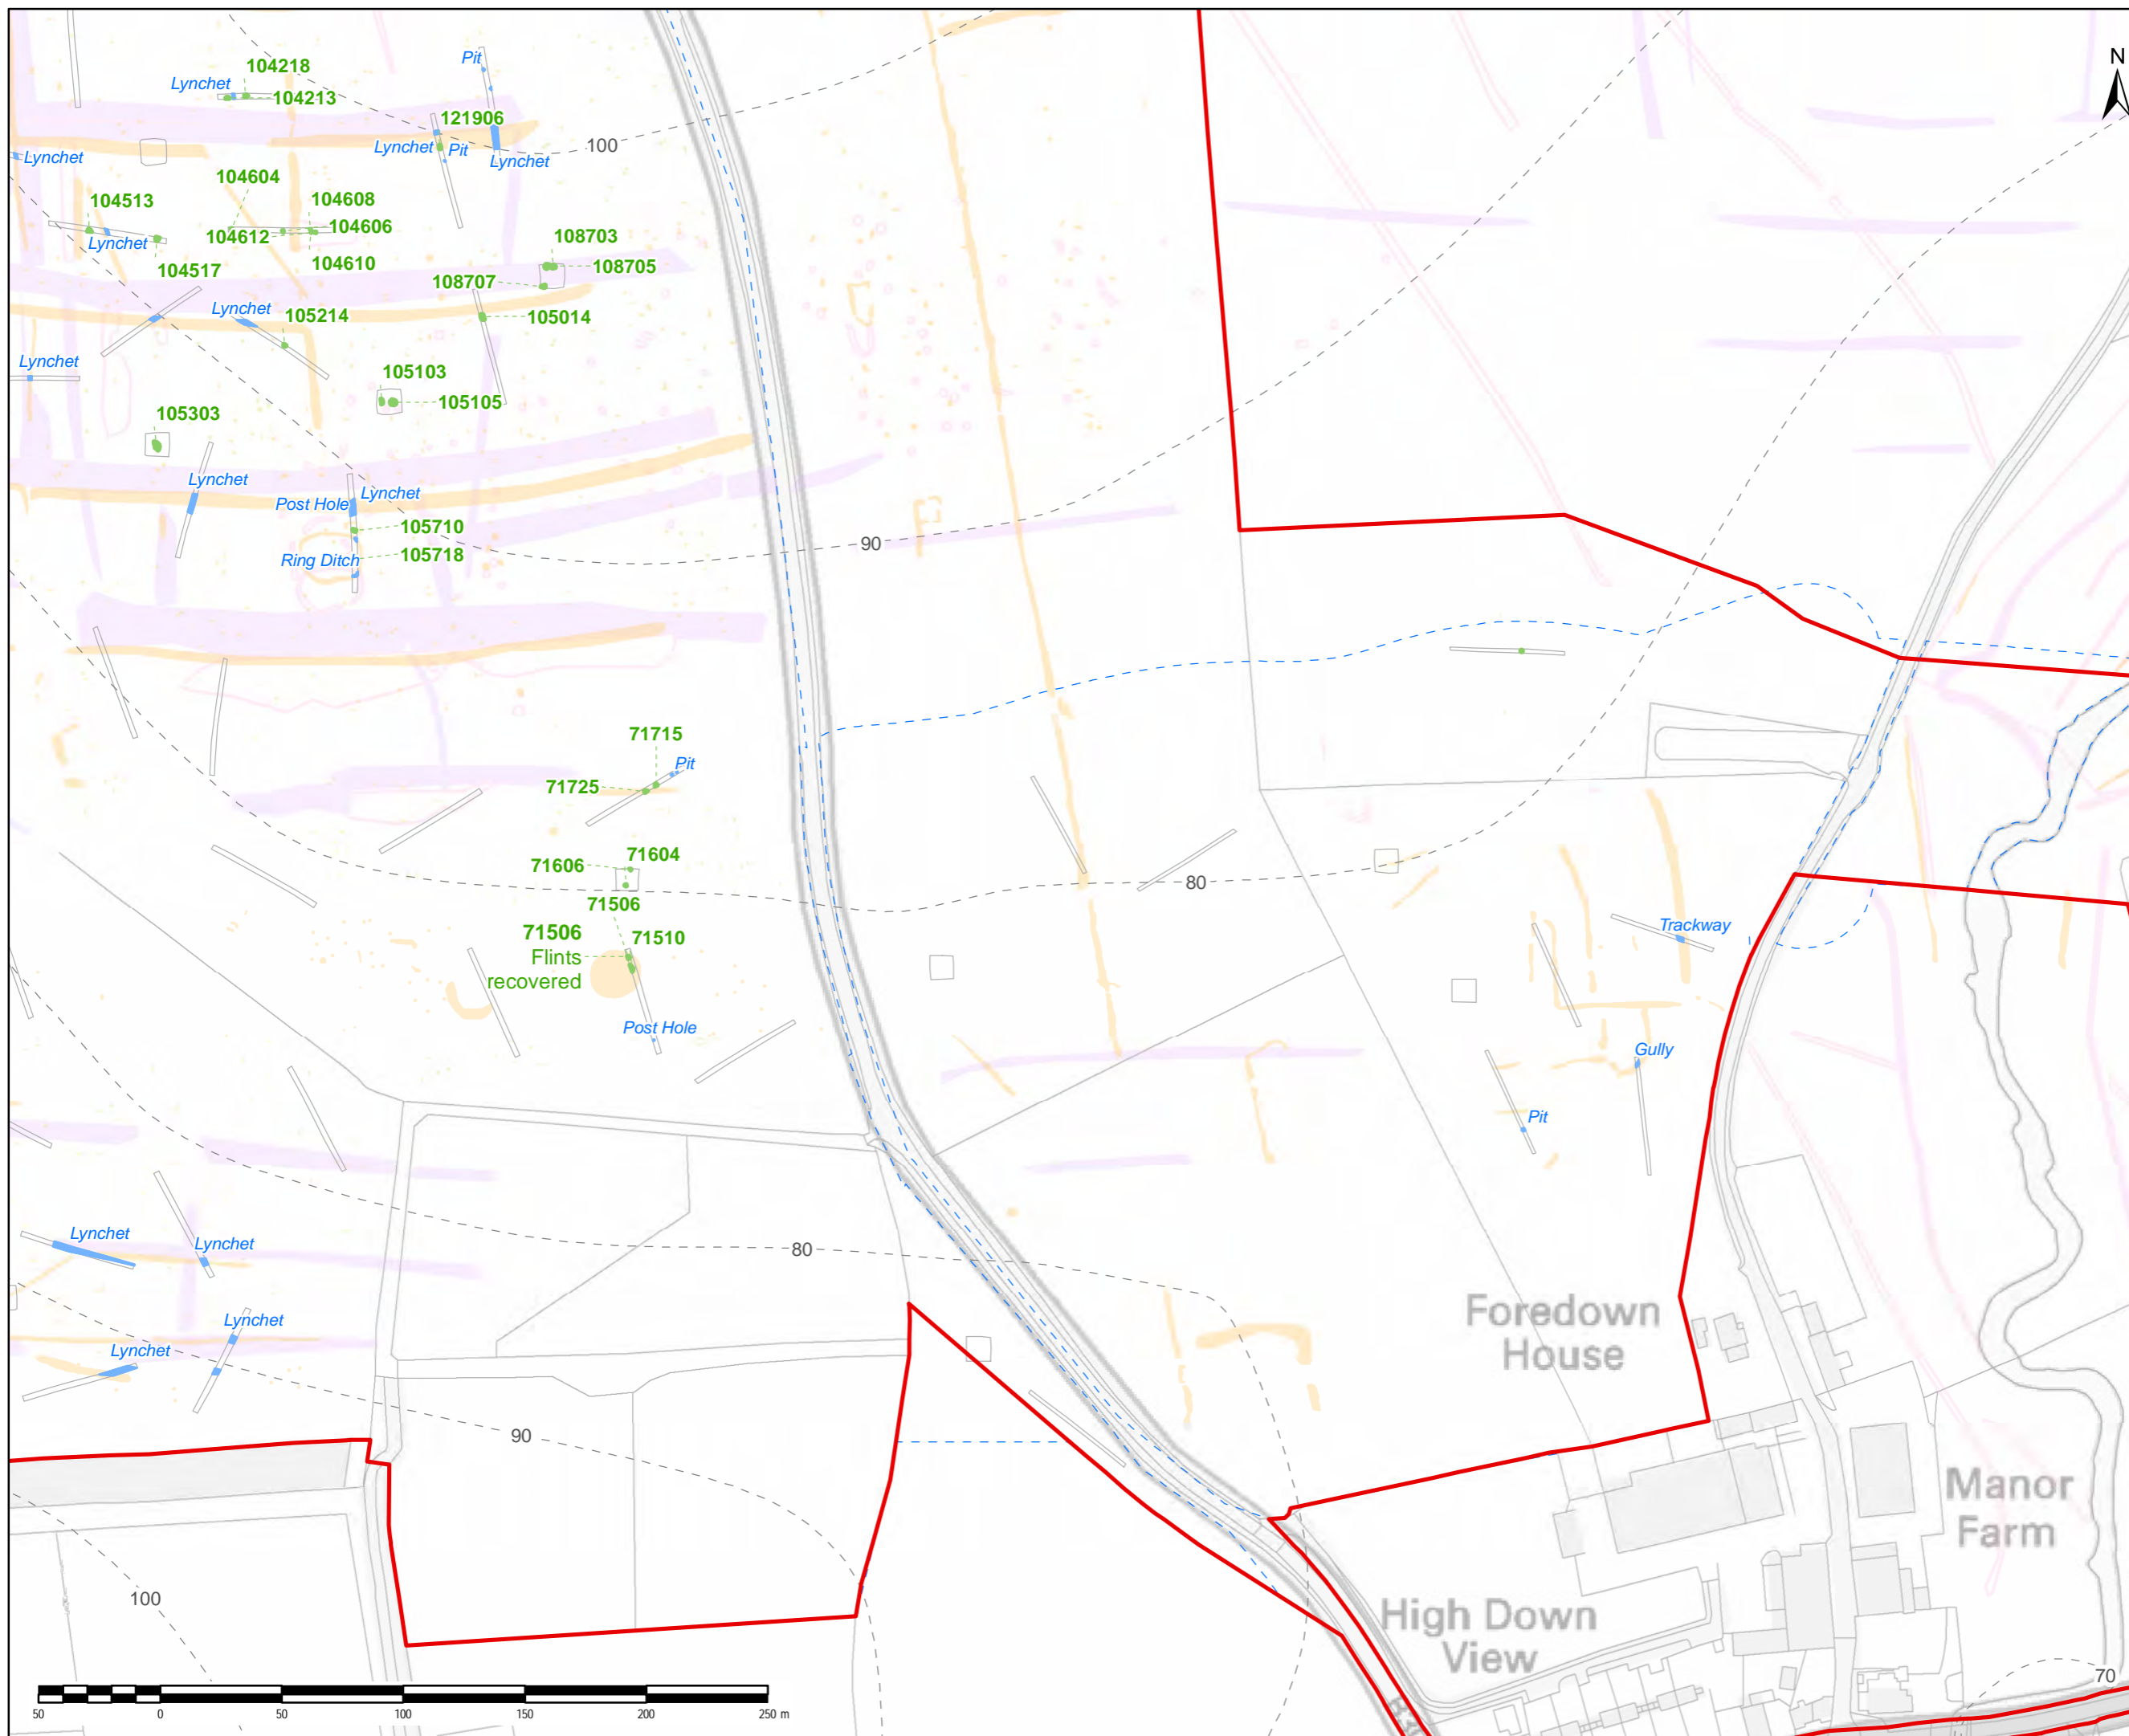 N
Pit
104218
Lynchet
104213
121906
Lynchet
Pit
100
Lynchet
Lynchet
104604
104513
104608
104606
104612
Lynchet
104610
104517
108703
108705
108707
105014
Lynchet
105214
Lynchet
105103
105105
105303
Lynchet
Lynchet
Post Hole
105710
105718
Ring Ditch
90
71715
Pit
71725
71604
71606
71506
71506
Flints
recovered
71510
80
Trackway
Post Hole
Gully
Pit
Lynchet
Lynchet
80
Lynchet
Lynchet
90
100
Foredown
House
Manor
Farm
High Down
View
70
50
0
50
100
150
200
250 m